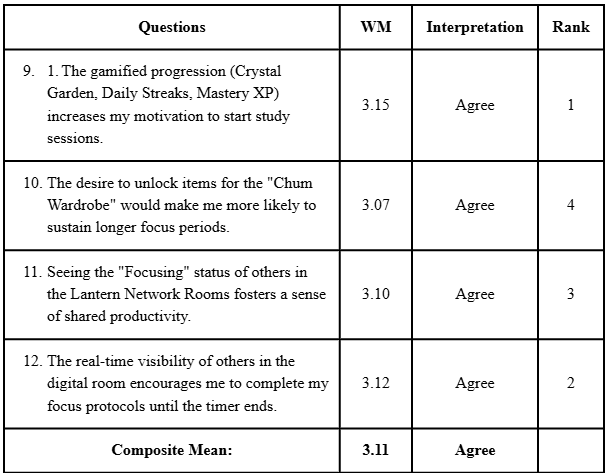 Questions WM Interpretation Rank
9. 1. The gamified progression (Crystal
Garden, Daily Streaks, Mastery XP)
increases my motivation to start study
sessions.
3.15 Agree 1
10. The desire to unlock items for the "Chum
Wardrobe" would make me more likely to
sustain longer focus periods.
3.07 Agree 4
11. Seeing the "Focusing" status of others in
the Lantern Network Rooms fosters a sense
of shared productivity.
3.10 Agree 3
12. The real-time visibility of others in the
digital room encourages me to complete my
focus protocols until the timer ends.
3.12 Agree 2
Composite Mean: 3.11 Agree